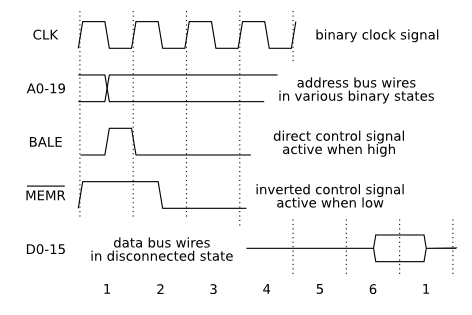 CLK
binary clock signal
A0-19
address bus wires
in various binary states
BALE
direct control signal
active when high
MEMR
inverted control signal
active when low
D0-15
data bus wires
in disconnected state
1 2 3 4 5 6 1